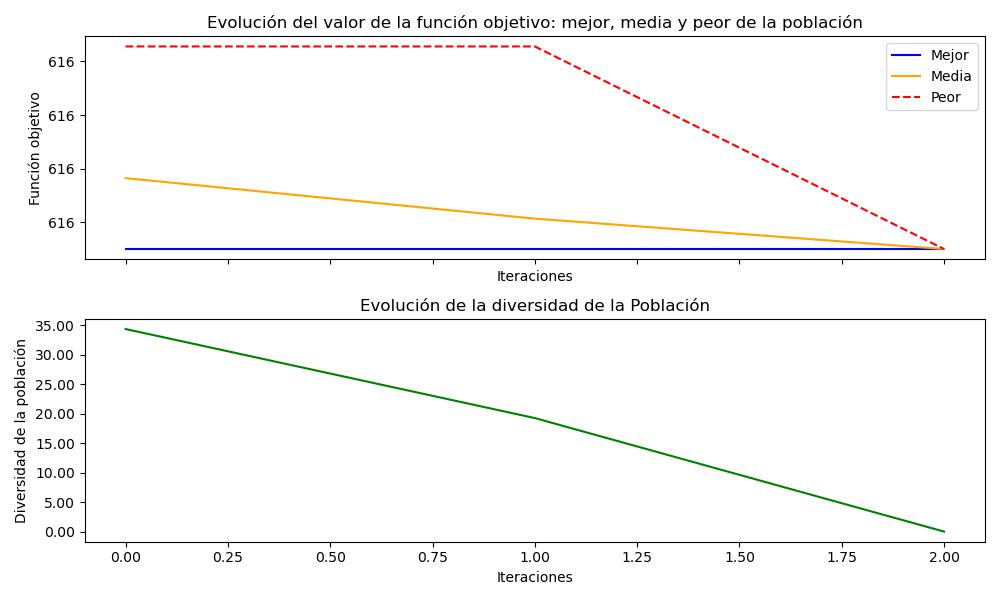 Evolución del valor de la función objetivo: mejor, media y peor de la población
Función objetivo
616
616
616
616
Mejor
Media
Peor
Iteraciones
Evolución de la diversidad de la Población
Diversidad de la población
35.00
30.00
25.00
20.00
15.00
10.00
5.00
0.00
0.00 0.25 0.50 0.75 1.00 1.25 1.50 1.75 2.00
Iteraciones